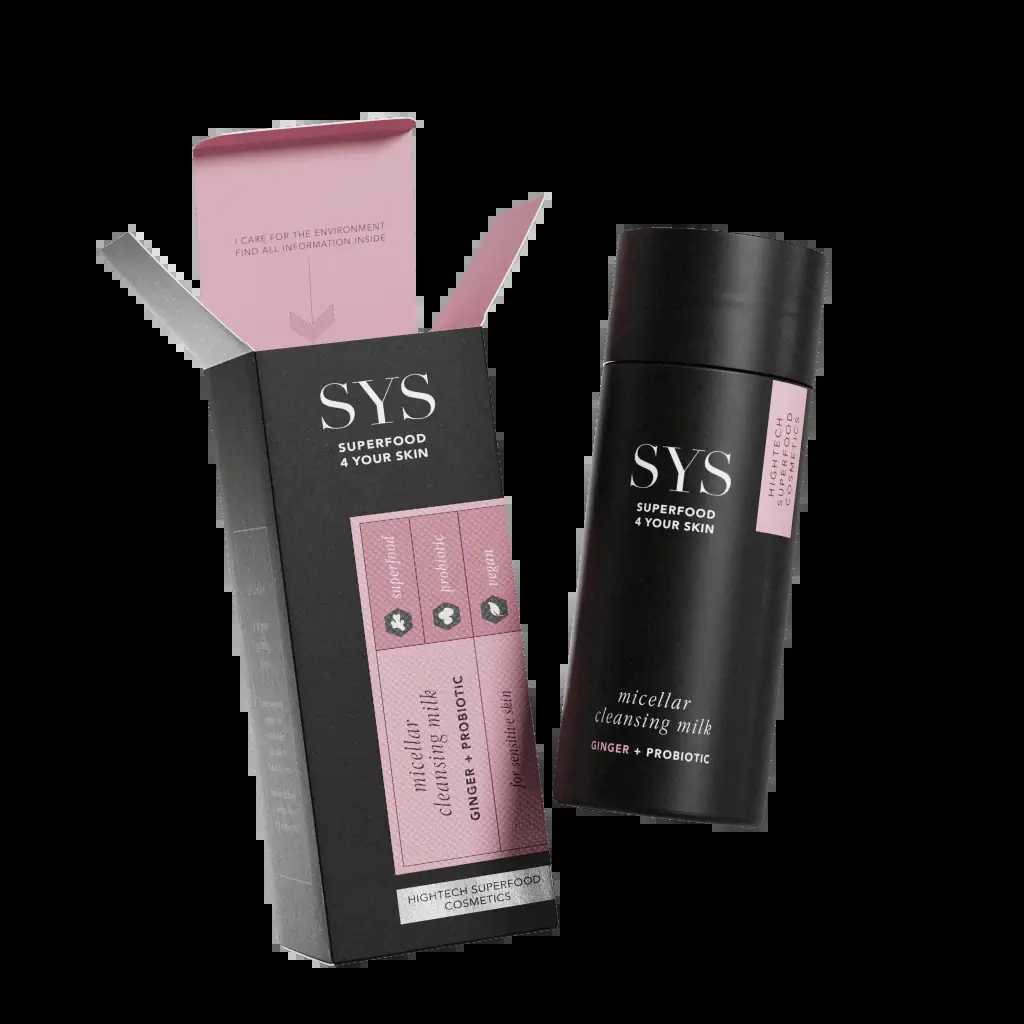 I CARE FOR THE ENVIRONMENT
FIND ALL INFORMATION INSIDE
SYS
SUPERFOOD
4 YOUR SKIN
superfood
probiotic
vegan
micellar
cleansing milk
GINGER + PROBIOTIC
for sensitive skin
HIGHTECH SUPERFOOD
COSMETICS
SYS
SUPERFOOD
4 YOUR SKIN
HIGHTECH
SUPERFOOD
COSMETICS
micellar
cleansing milk
GINGER + PROBIOTIC